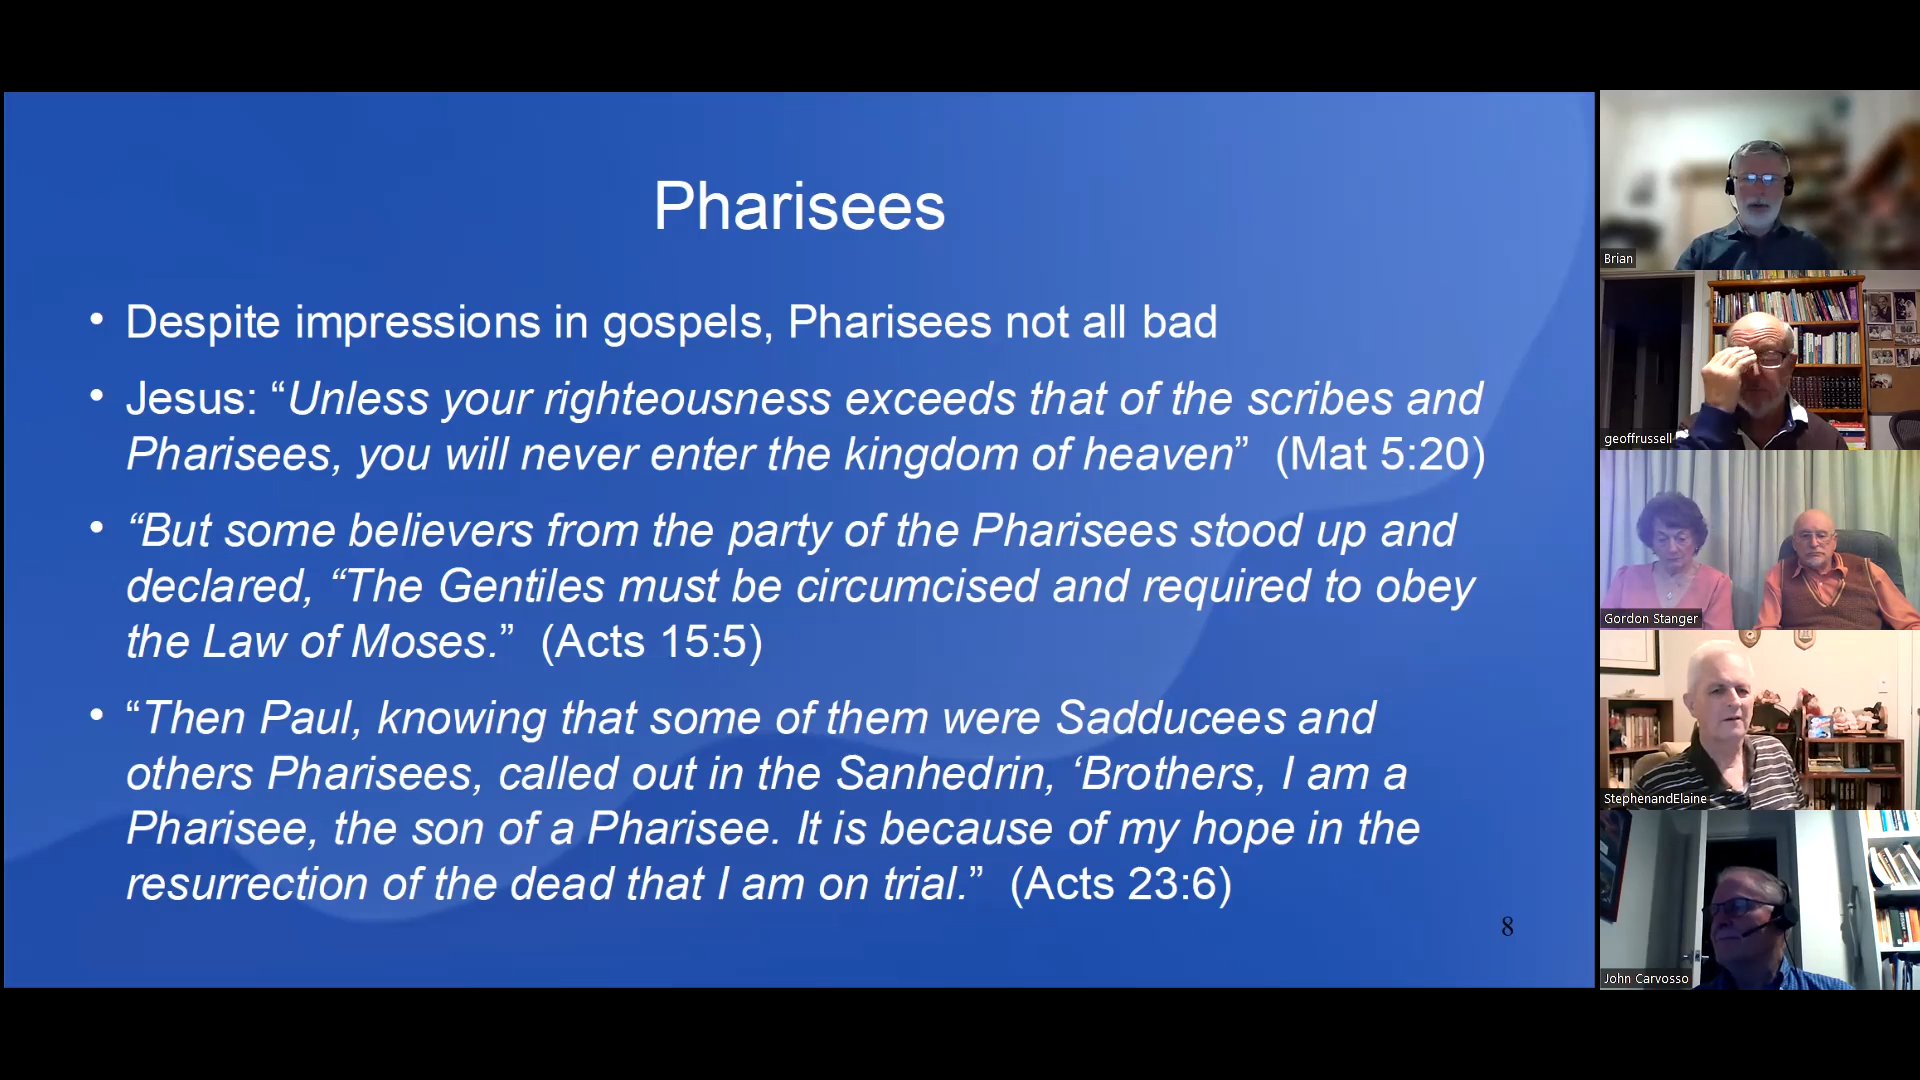 Pharisees
• Despite impressions in gospels, Pharisees not all bad
• Jesus: “Unless your righteousness exceeds that of the scribes and
Pharisees, you will never enter the kingdom of heaven” (Mat 5:20)
• “But some believers from the party of the Pharisees stood up and
declared, “The Gentiles must be circumcised and required to obey
the Law of Moses.” (Acts 15:5)
• “Then Paul, knowing that some of them were Sadducees and
others Pharisees, called out in the Sanhedrin, ‘Brothers, I am a
Pharisee, the son of a Pharisee. It is because of my hope in the
resurrection of the dead that I am on trial.” (Acts 23:6)
8
Brian
geoffrussell
Gordon Stanger
StephenandElaine
John Carvosso